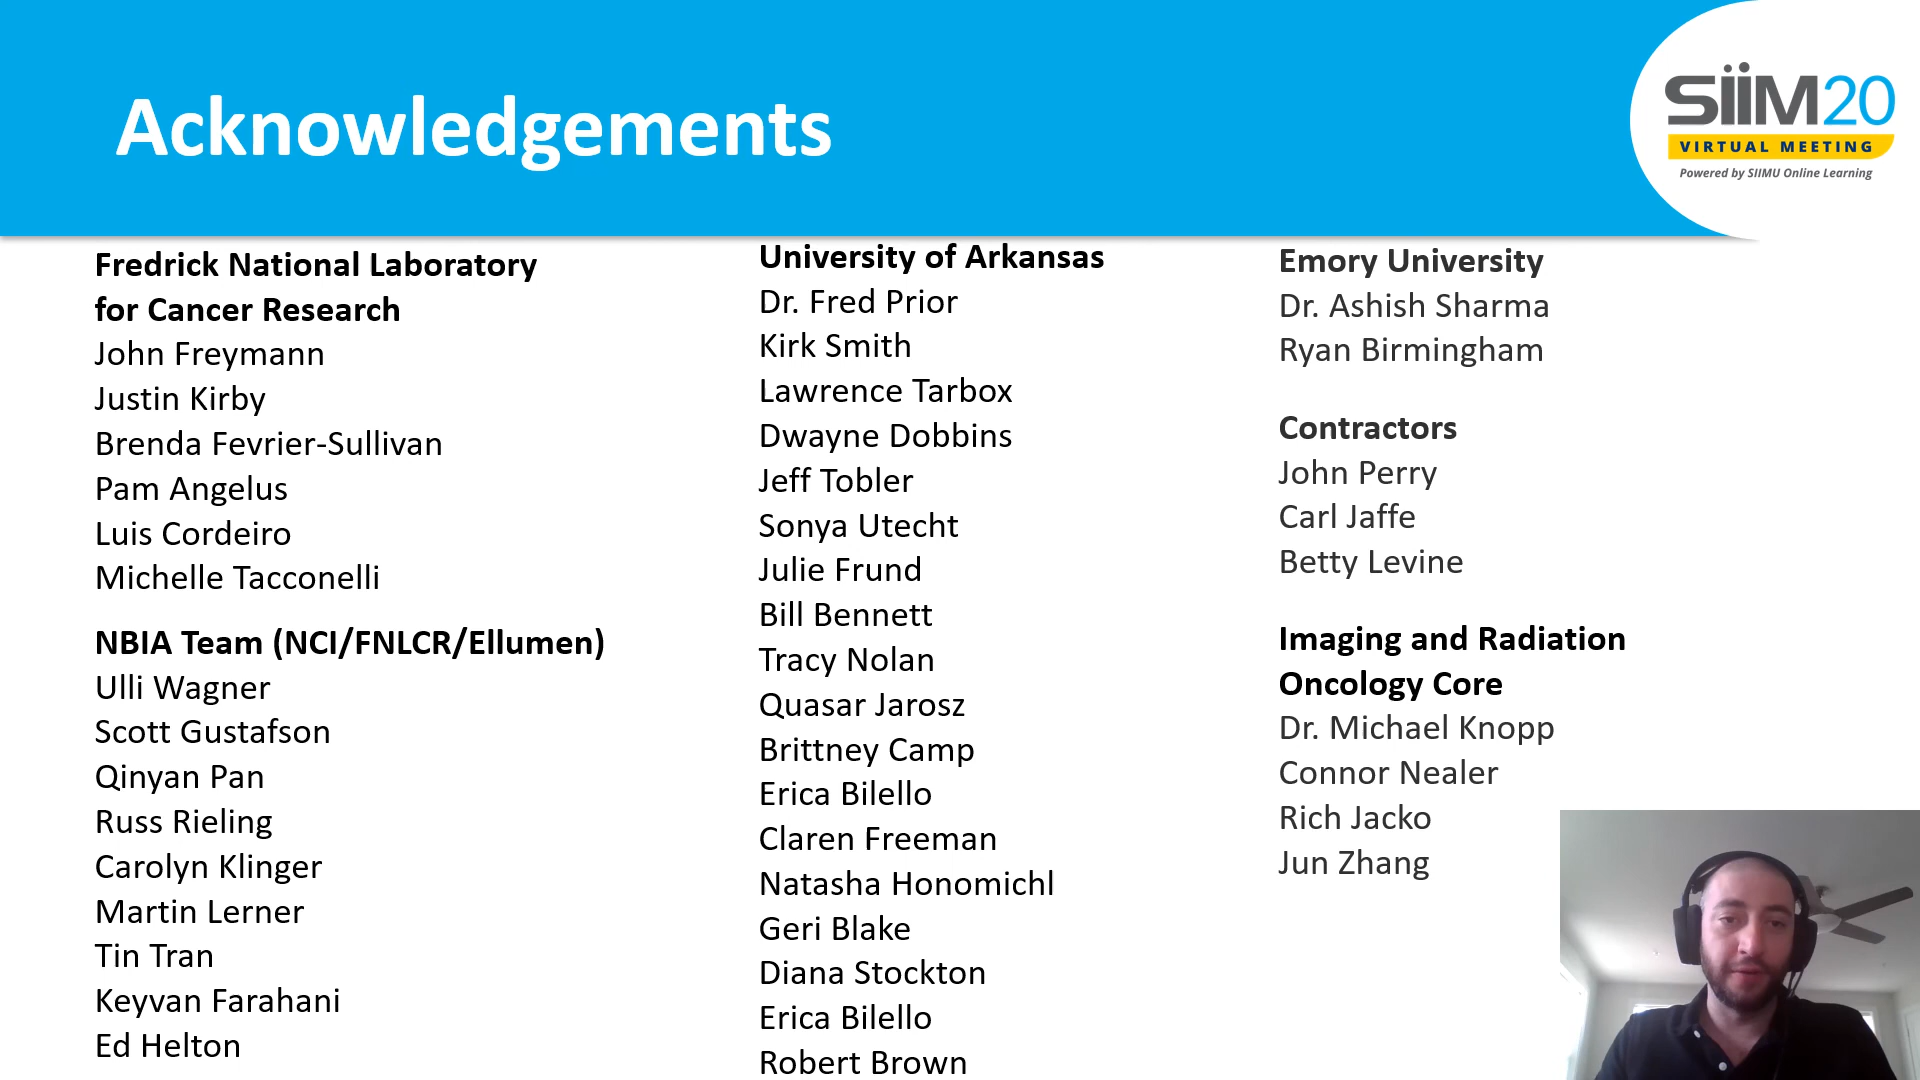 Acknowledgements
SiiM20
VIRTUAL MEETING
Powered by SIIMU Online Learning
Fredrick National Laboratory
for Cancer Research
John Freymann
Justin Kirby
Brenda Fevrier-Sullivan
Pam Angelus
Luis Cordeiro
Michelle Tacconelli
NBIA Team (NCI/FNLCR/Ellumen)
Ulli Wagner
Scott Gustafson
Qinyan Pan
Russ Rieling
Carolyn Klinger
Martin Lerner
Tin Tran
Keyvan Farahani
Ed Helton
University of Arkansas
Dr. Fred Prior
Kirk Smith
Lawrence Tarbox
Dwayne Dobbins
Jeff Tobler
Sonya Utecht
Julie Frund
Bill Bennett
Tracy Nolan
Quasar Jarosz
Brittney Camp
Erica Bilello
Claren Freeman
Natasha Honomichl
Geri Blake
Diana Stockton
Erica Bilello
Robert Brown
Emory University
Dr. Ashish Sharma
Ryan Birmingham
Contractors
John Perry
Carl Jaffe
Betty Levine
Imaging and Radiation
Oncology Core
Dr. Michael Knopp
Connor Nealer
Rich Jacko
Jun Zhang